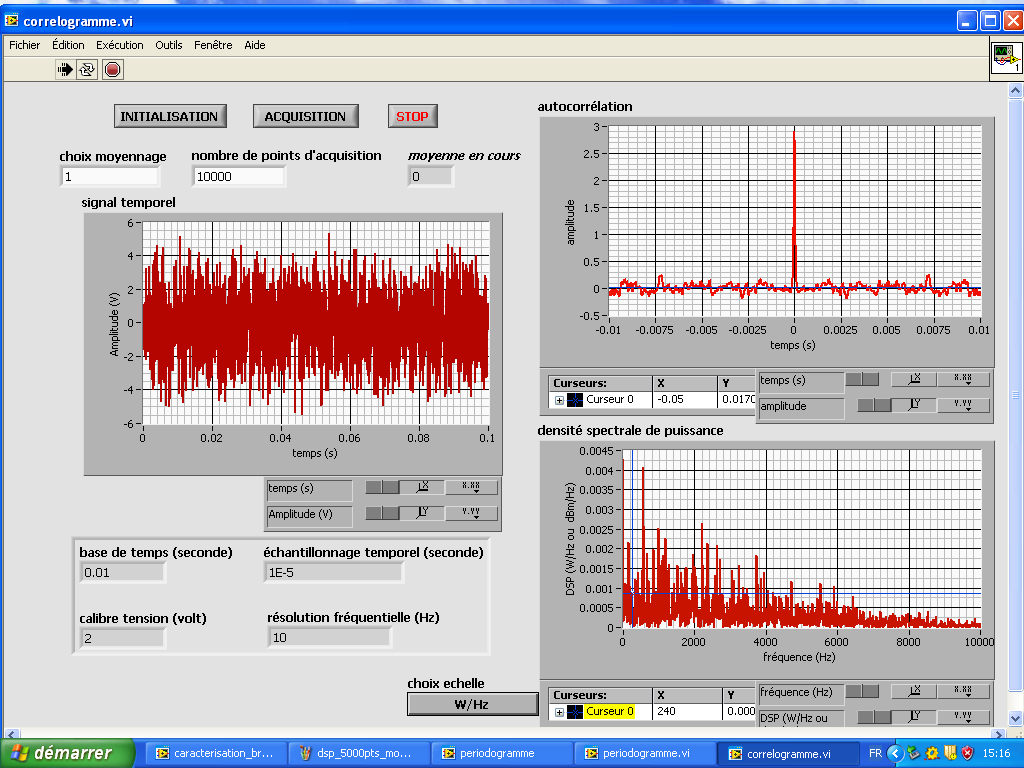 correlogramme.vi
Fichier Édition Exécution Outils Fenêtre Aide
1
INITIALISATION ACQUISITION STOP
choix moyennage nombre de points d'acquisition moyenne en cours
1 10000 0
signal temporel
6
4
2
0
-2
-4
-6
Amplitude (V)
0 0.02 0.04 0.06 0.08 0.1
temps (s)
temps (s) X X.XX
Amplitude (V) Y Y.YY
base de temps (seconde) échantillonnage temporel (seconde)
0.01 1E-5
calibre tension (volt) résolution fréquentielle (Hz)
2 10
choix echelle
W/Hz
autocorrélation
3
2.5
2
1.5
1
0.5
0
-0.5
amplitude
-0.01 -0.0075 -0.005 -0.0025 0 0.0025 0.005 0.0075 0.01
temps (s)
Curseurs: X Y
Curseur 0 -0.05 0.0170
temps (s) X X.XX
amplitude Y Y.YY
densité spectrale de puissance
0.0045
0.004
0.0035
0.003
0.0025
0.002
0.0015
0.001
0.0005
0
DSP (W/Hz ou dBm/Hz)
0 2000 4000 6000 8000 10000
fréquence (Hz)
Curseurs: X Y
Curseur 0 240 0.000
fréquence (Hz) X X.XX
DSP (W/Hz ou Y Y.YY
démarrer caracterisation_br... dsp_5000pts_mo... periodogramme periodogramme.vi correlogramme.vi FR 15:16